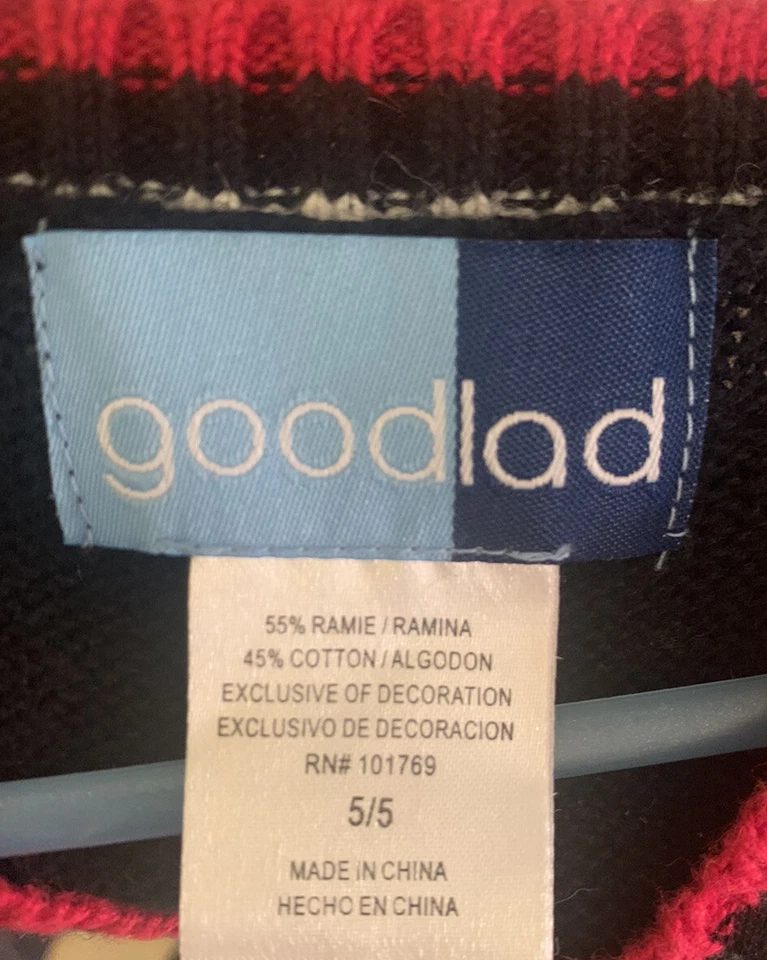 goodlad
55% RAMIE / RAMINA
45% COTTON / ALGODON
EXCLUSIVE OF DECORATION
EXCLUSIVO DE DECORACION
RN# 101769
5/5
MADE IN CHINA
HECHO EN CHINA